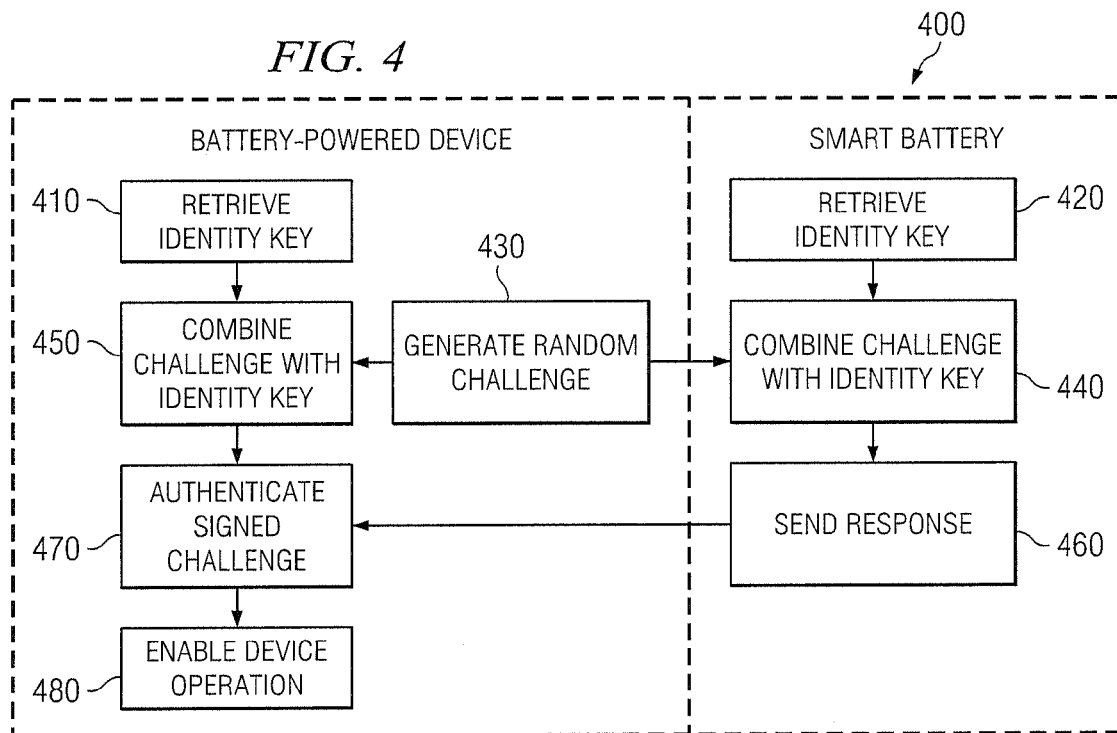 FIG. 4
400
BATTERY-POWERED DEVICE
SMART BATTERY
410
RETRIEVE
IDENTITY KEY
RETRIEVE
IDENTITY KEY
420
430
450
COMBINE
CHALLENGE WITH
IDENTITY KEY
GENERATE RANDOM
CHALLENGE
COMBINE CHALLENGE
WITH IDENTITY KEY
440
470
AUTHENTICATE
SIGNED
CHALLENGE
SEND RESPONSE
460
480
ENABLE DEVICE
OPERATION